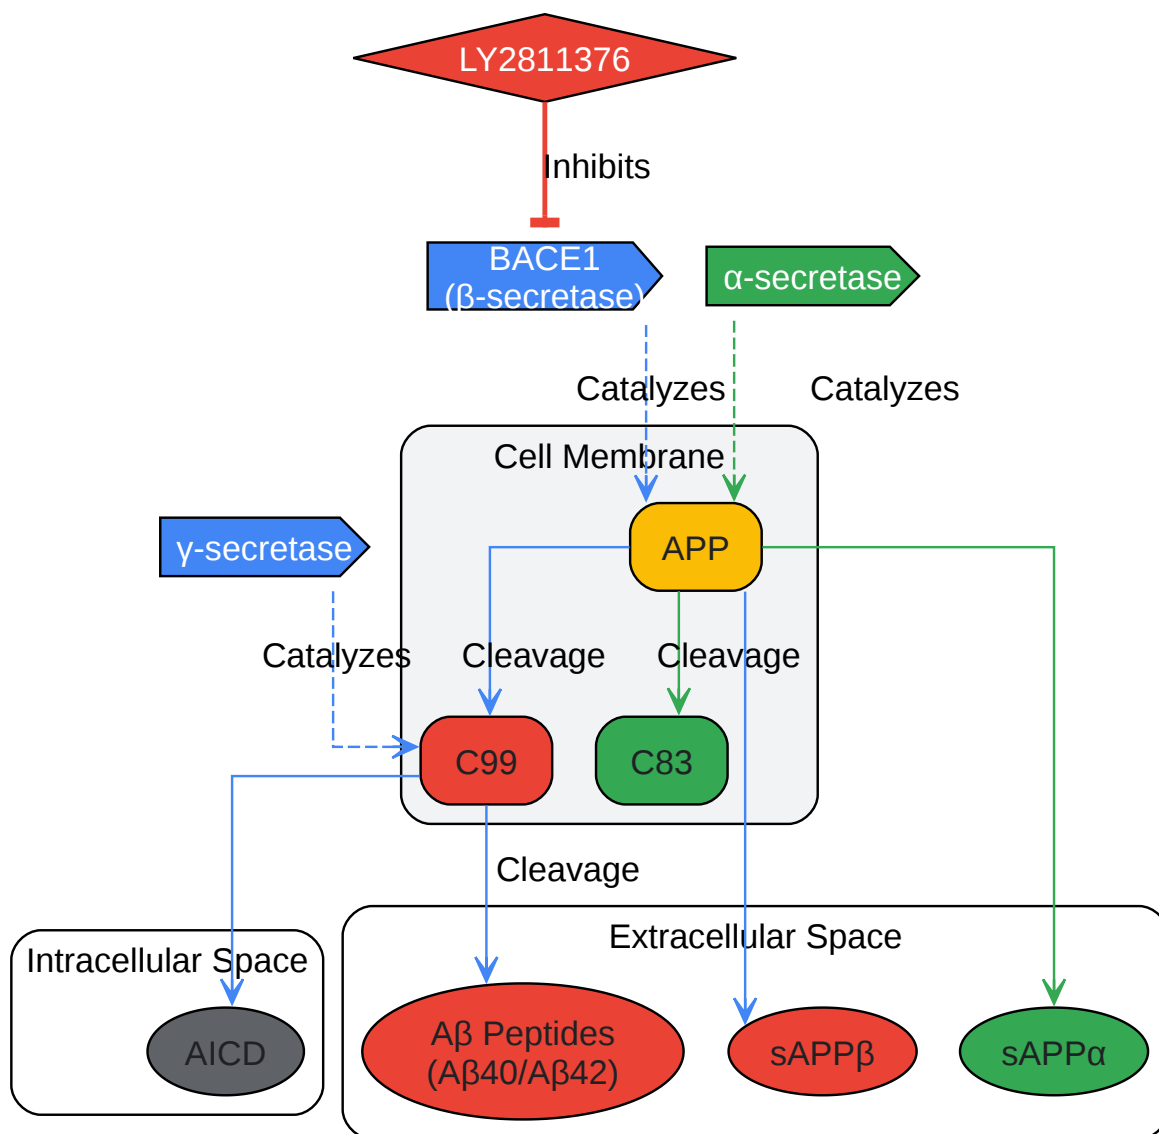 LY2811376
Inhibits
BACE1
(β-secretase)
α-secretase
Catalyzes
Catalyzes
Cell Membrane
APP
γ-secretase
Catalyzes
Cleavage
Cleavage
C99
C83
Cleavage
Extracellular Space
Intracellular Space
AICD
Aβ Peptides
(Aβ40/Aβ42)
sAPPβ
sAPPα